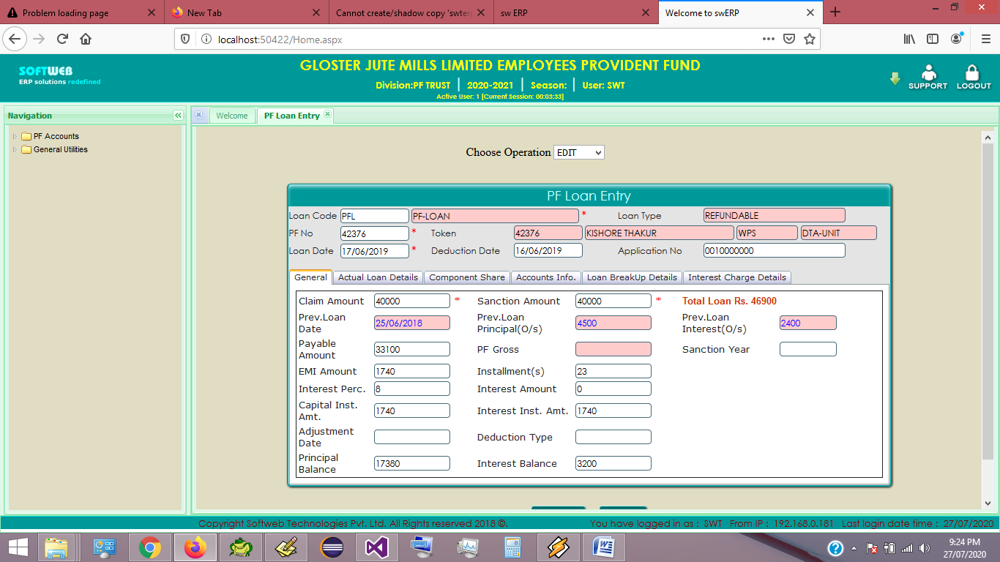 Problem loading page
New Tab
Cannot create/shadow copy 'swter
sw ERP
Welcome to swERP
localhost:50422/Home.aspx
SOFTWEB
ERP solutions redefined
GLOSTER JUTE MILLS LIMITED EMPLOYEES PROVIDENT FUND
Division:PF TRUST 2020-2021 Season: User: SWT
Active User: 1 [Current Session: 00:03:33]
SUPPORT LOGOUT
Navigation
Welcome PF Loan Entry
PF Accounts
General Utilities
Choose Operation EDIT
PF Loan Entry
Loan Code PFL PF-LOAN * Loan Type REFUNDABLE
PF No 42376 * Token 42376 KISHORE THAKUR WPS DTA-UNIT
Loan Date 17/06/2019 * Deduction Date 16/06/2019 Application No 0010000000
General Actual Loan Details Component Share Accounts Info. Loan BreakUp Details Interest Charge Details
Claim Amount 40000 * Sanction Amount 40000 * Total Loan Rs. 46900
Prev.Loan Date 25/06/2018 Prev.Loan Principal(O/s) 4500 Prev.Loan Interest(O/s) 2400
Payable Amount 33100 PF Gross Sanction Year
EMI Amount 1740 Installment(s) 23
Interest Perc. 8 Interest Amount 0
Capital Inst. Amt. 1740 Interest Inst. Amt. 1740
Adjustment Date Deduction Type
Principal Balance 17380 Interest Balance 3200
Copyright Softweb Technologies Pvt. Ltd. All Rights reserved 2018 ©. You have logged in as : SWT From IP : 192.168.0.181 Last login date time : 27/07/2020
9:24 PM
27/07/2020